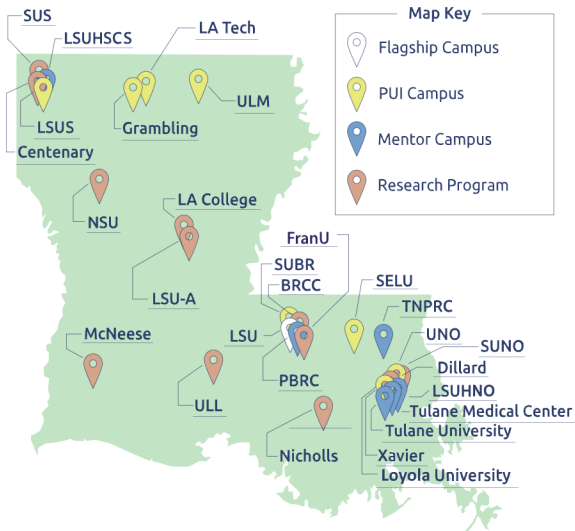 SUS
LSUHSCS
LA Tech
Map Key
Flagship Campus
PUI Campus
Mentor Campus
Research Program
ULM
Grambling
LSUS
Centenary
NSU
LA College
LSU-A
FranU
SUBR
BRCC
SELU
TNPRC
LSU
UNO
SUNO
McNeese
Dillard
PBRC
LSUHNO
ULL
Tulane Medical Center
Tulane University
Nicholls
Xavier
Loyola University